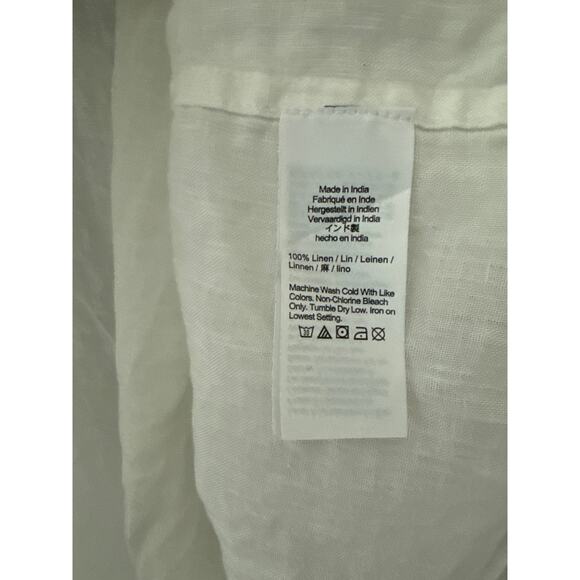 Made in India
Fabriqué en Inde
Hergestellt in Indien
Vervaardigd in India
インド製
hecho en india
100% Linen / Lin / Leinen /
Linnen / 麻 / lino
Machine Wash Cold With Like
Colors. Non-Chlorine Bleach
Only. Tumble Dry Low. Iron on
Lowest Setting.